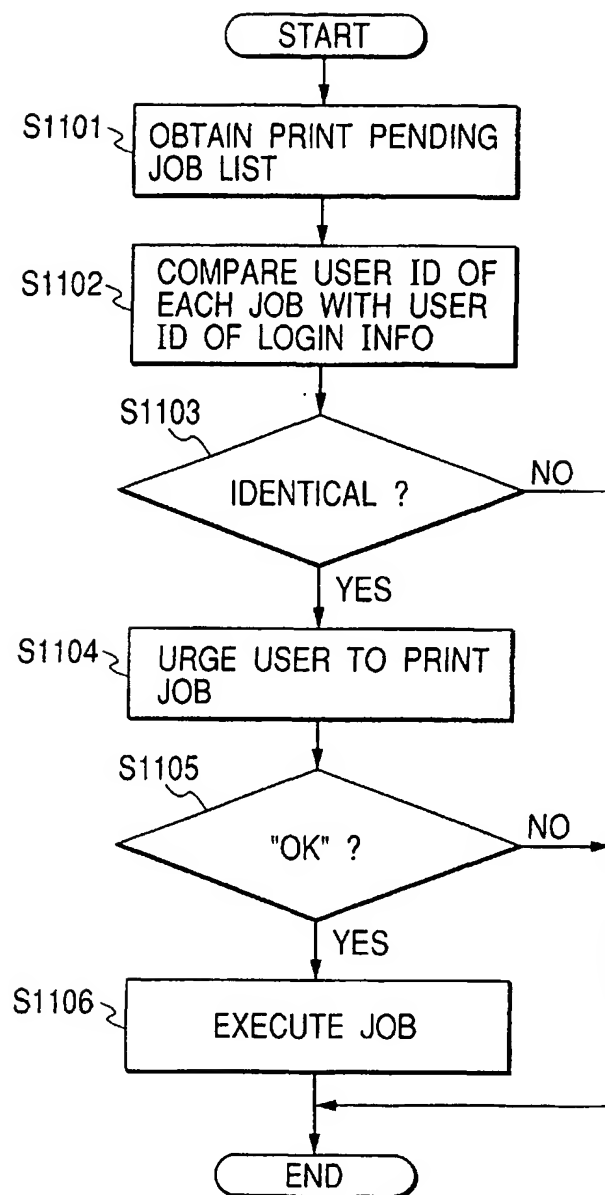 START
S1101
OBTAIN PRINT PENDING
JOB LIST
S1102
COMPARE USER ID OF
EACH JOB WITH USER
ID OF LOGIN INFO
S1103
IDENTICAL ?
NO
YES
S1104
URGE USER TO PRINT
JOB
S1105
"OK" ?
NO
YES
S1106
EXECUTE JOB
END